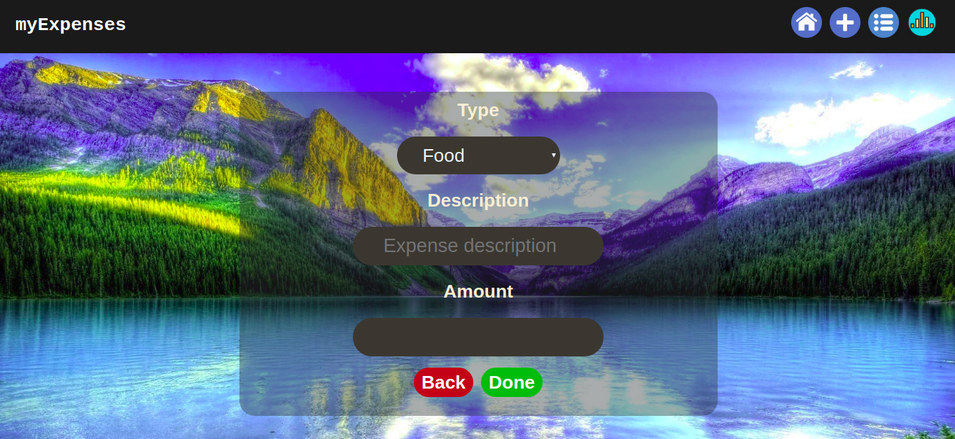 myExpenses
Type
Food
Description
Expense description
Amount
Back Done